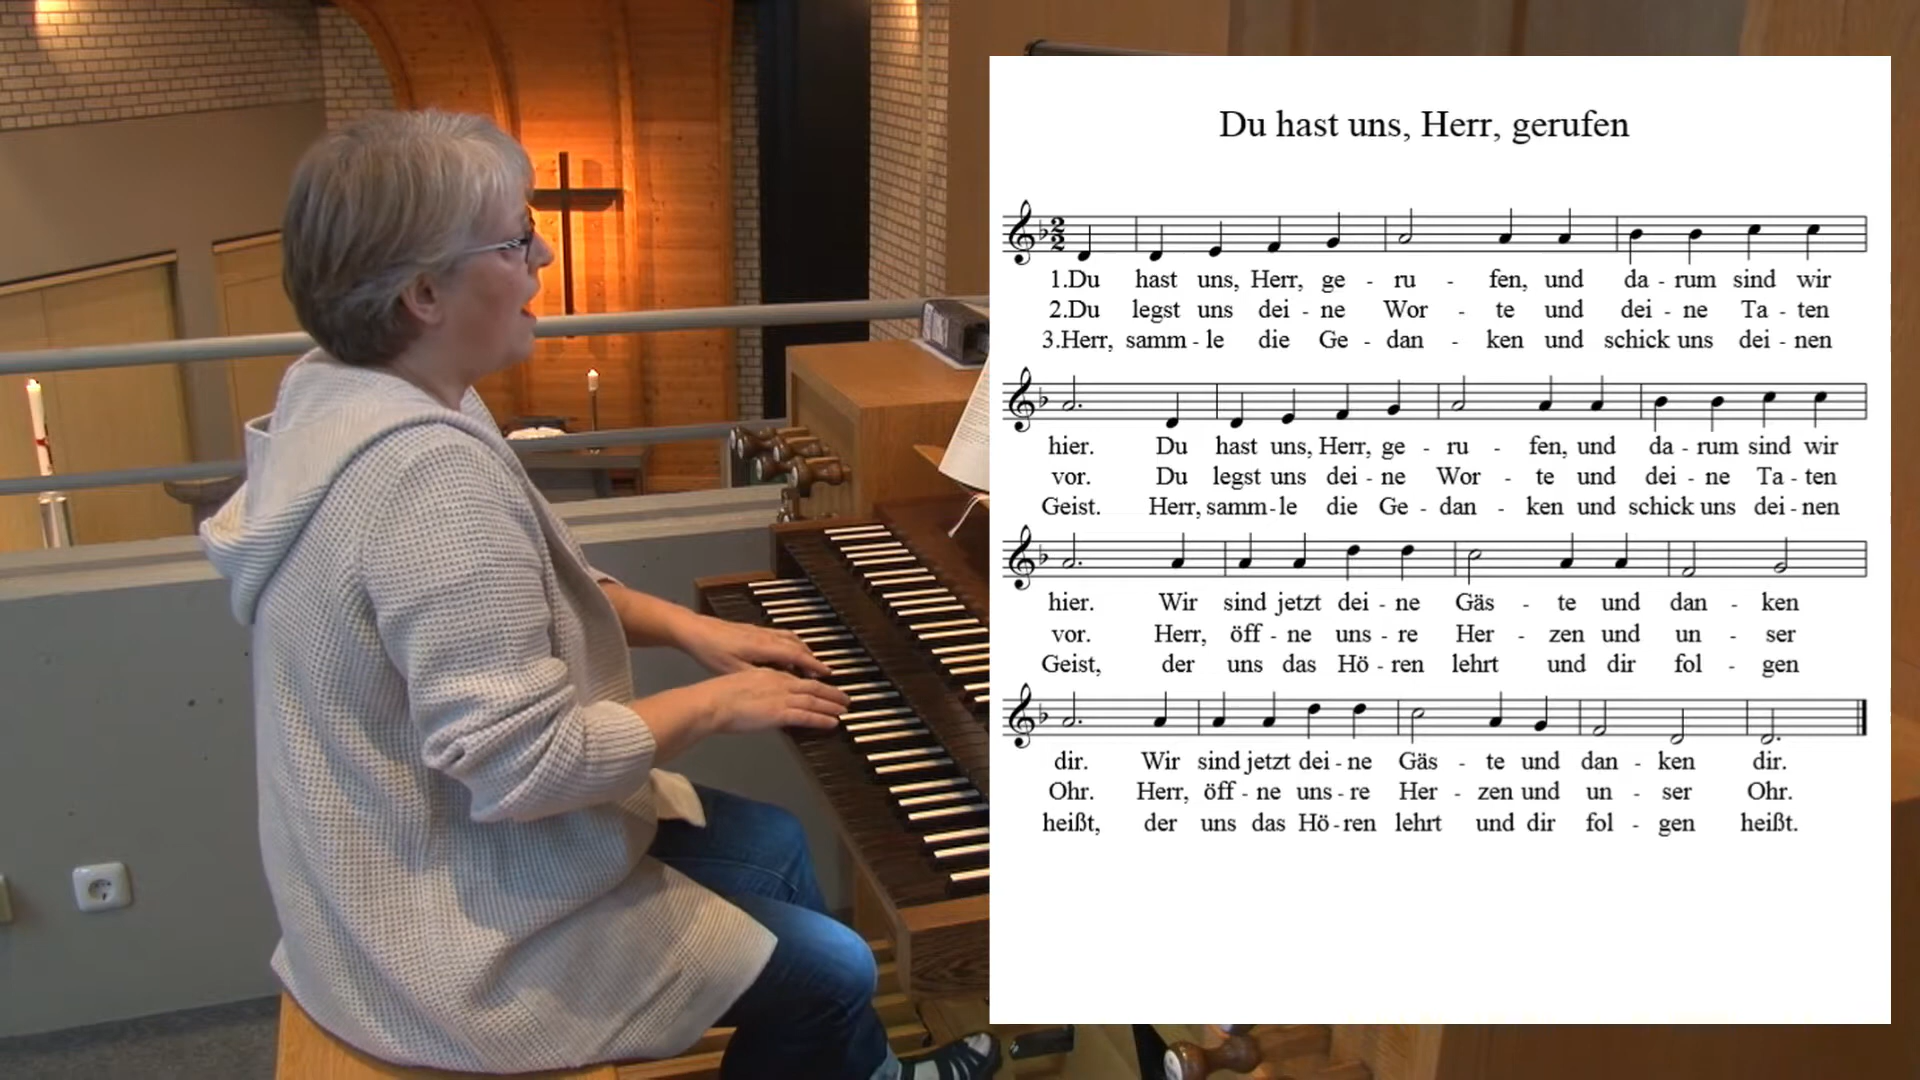 Du hast uns, Herr, gerufen
1.Du hast uns, Herr, ge - ru - fen, und da - rum sind wir
2.Du legst uns dei - ne Wor - te und dei - ne Ta - ten
3.Herr, samm - le die Ge - dan - ken und schick uns dei - nen
hier. Du hast uns, Herr, ge - ru - fen, und da - rum sind wir
vor. Du legst uns dei - ne Wor - te und dei - ne Ta - ten
Geist. Herr, samm - le die Ge - dan - ken und schick uns dei - nen
hier. Wir sind jetzt dei - ne Gäs - te und dan - ken
vor. Herr, öff - ne uns - re Her - zen und un - ser
Geist, der uns das Hö - ren lehrt und dir fol - gen
dir. Wir sind jetzt dei - ne Gäs - te und dan - ken dir.
Ohr. Herr, öff - ne uns - re Her - zen und un - ser Ohr.
heißt, der uns das Hö - ren lehrt und dir fol - gen heißt.